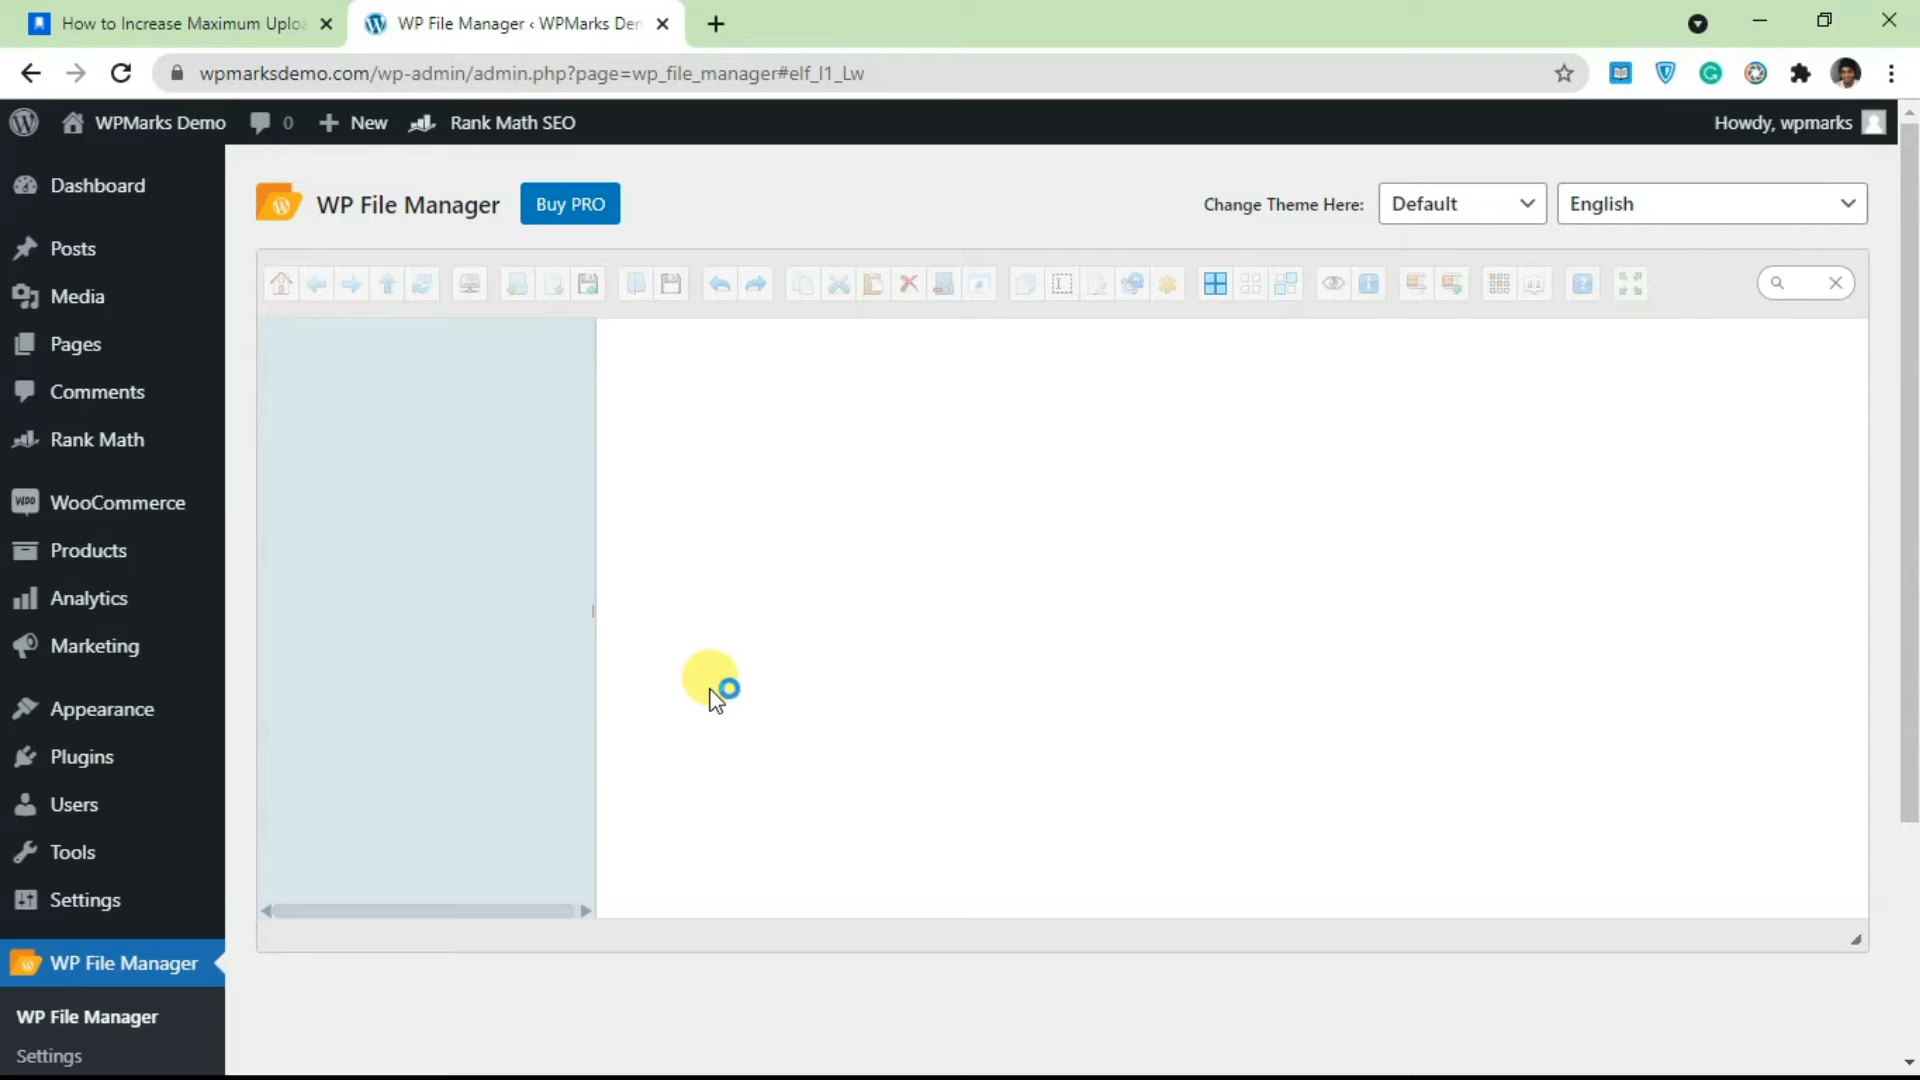 How to Increase Maximum Uploa
WP File Manager ‹ WPMarks Dem
wpmarksdemo.com/wp-admin/admin.php?page=wp_file_manager#elf_l1_Lw
WPMarks Demo 0 New Rank Math SEO Howdy, wpmarks
Dashboard
Posts
Media
Pages
Comments
Rank Math
WooCommerce
Products
Analytics
Marketing
Appearance
Plugins
Users
Tools
Settings
WP File Manager
WP File Manager
Settings
WP File Manager Buy PRO Change Theme Here: Default English